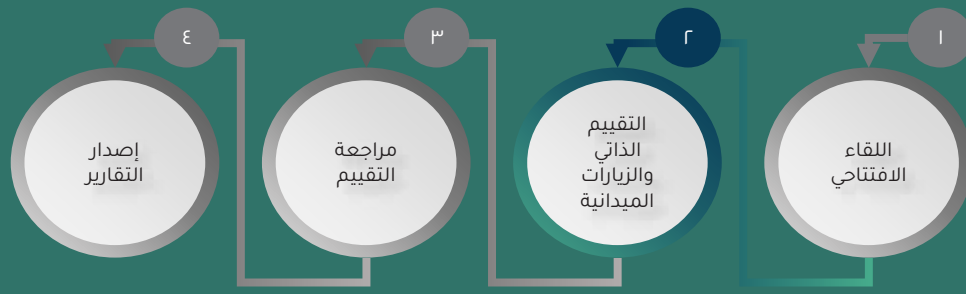 ١
اللقاء
الافتتاحي
٢
التقييم
الذاتي
والزيارات
الميدانية
٣
مراجعة
التقييم
٤
إصدار
التقارير